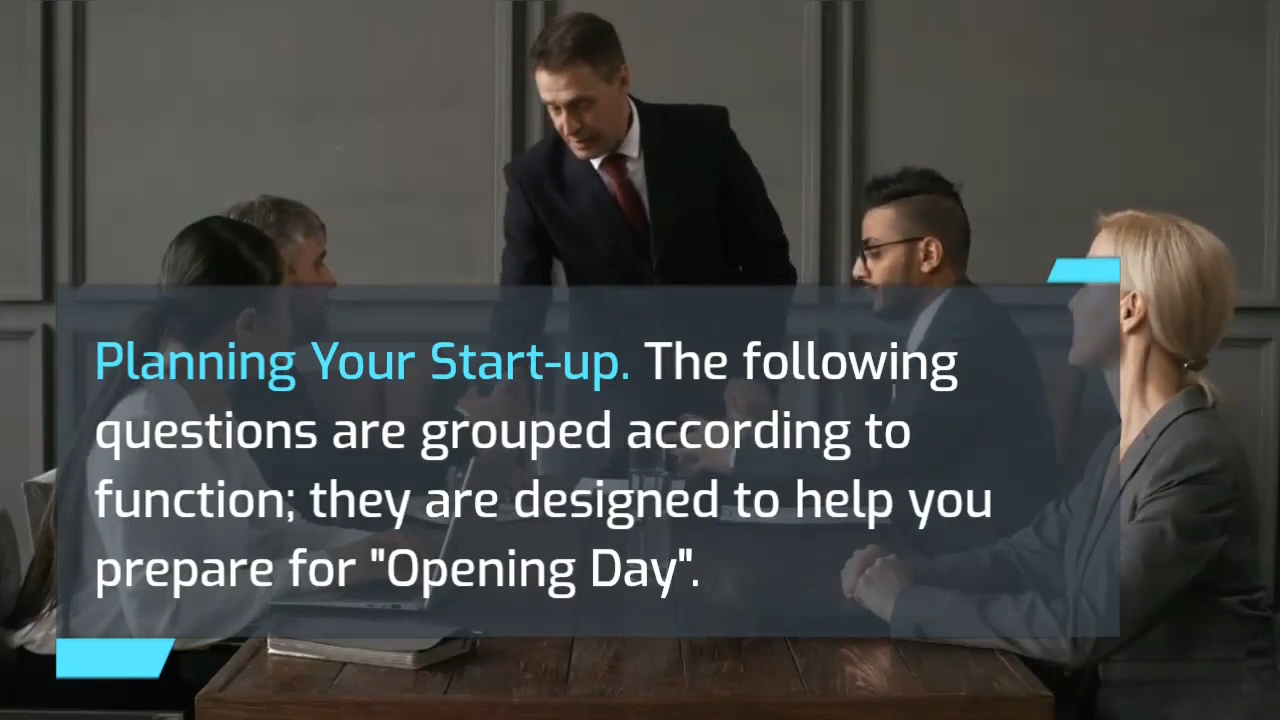 Planning Your Start-up. The following
questions are grouped according to
function; they are designed to help you
prepare for "Opening Day".